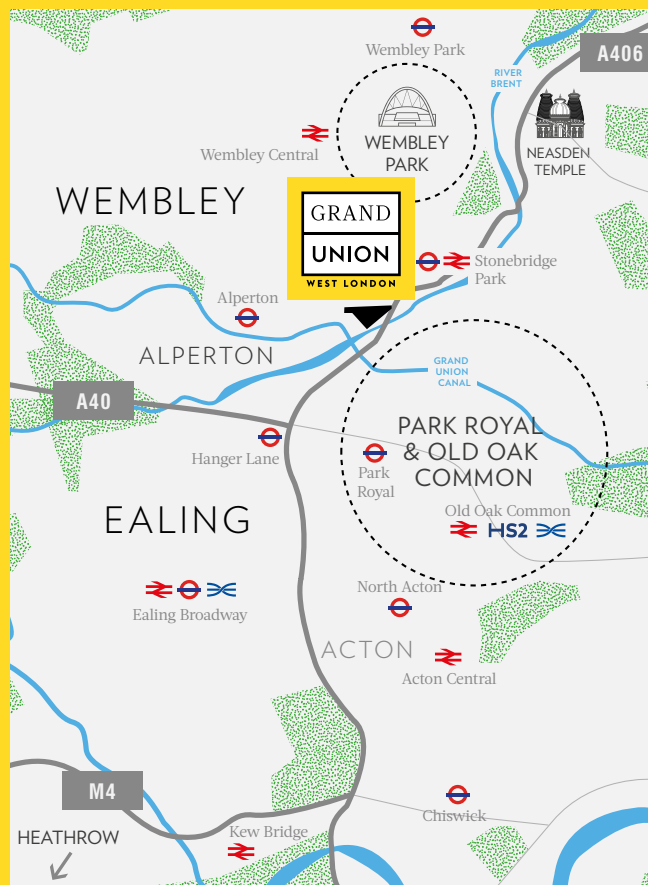 Wembley Park
A406
RIVER
BRENT
WEMBLEY
PARK
Wembley Central
NEASDEN
TEMPLE
WEMBLEY
GRAND
UNION
WEST LONDON
Stonebridge
Park
Alperton
ALPERTON
GRAND
UNION
CANAL
A40
PARK ROYAL
& OLD OAK
COMMON
Hanger Lane
Park
Royal
Old Oak Common
HS2
EALING
North Acton
Ealing Broadway
ACTON
Acton Central
M4
Chiswick
HEATHROW
Kew Bridge